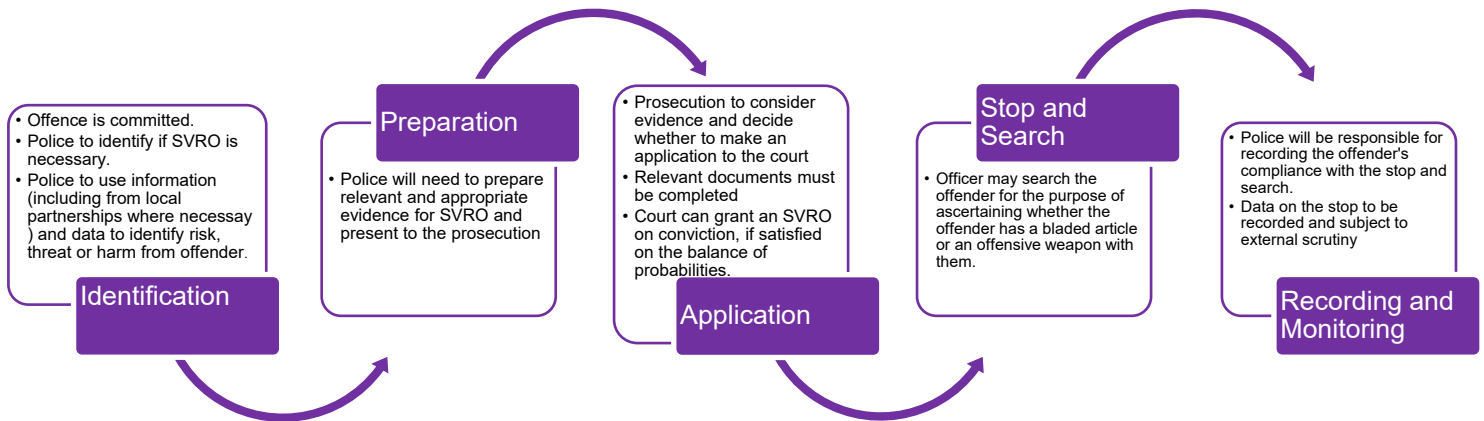 • Offence is committed.
• Police to identify if SVRO is
necessary.
• Police to use information
(including from local
partnerships where necessay
) and data to identify risk,
threat or harm from offender.
Identification
Preparation
• Police will need to prepare
relevant and appropriate
evidence for SVRO and
present to the prosecution
• Prosecution to consider
evidence and decide
whether to make an
application to the court
• Relevant documents must
be completed
• Court can grant an SVRO
on conviction, if satisfied
on the balance of
probabilities.
Application
Stop and
Search
• Officer may search the
offender for the purpose of
ascertaining whether the
offender has a bladed article
or an offensive weapon with
them.
• Police will be responsible for
recording the offender's
compliance with the stop and
search.
• Data on the stop to be
recorded and subject to
external scrutiny
Recording and
Monitoring